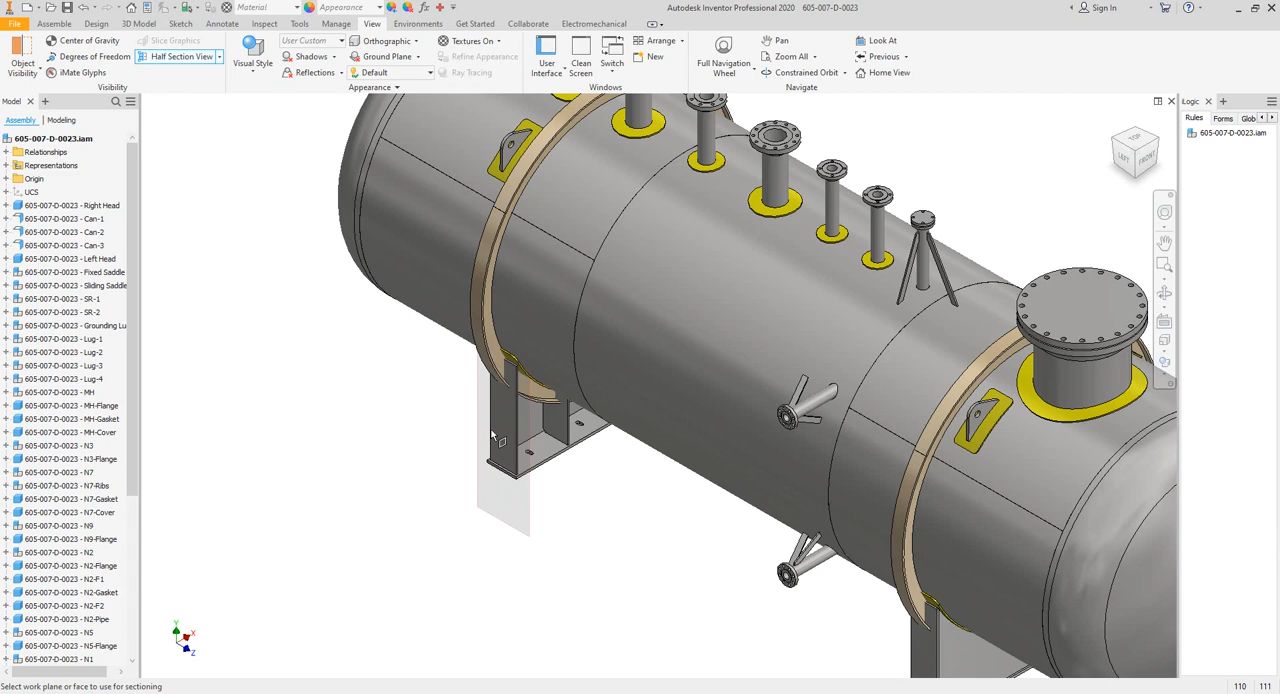 Material
Appearance
Autodesk Inventor Professional 2020 605-007-D-0023
Sign In
File
Assemble
Design
3D Model
Sketch
Annotate
Inspect
Tools
Manage
View
Environments
Get Started
Collaborate
Electromechanical
Object
Visibility
Center of Gravity
Degrees of Freedom
iMate Glyphs
Slice Graphics
Half Section View
Visibility
Visual Style
User Custom
Shadows
Reflections
Orthographic
Ground Plane
Default
Textures On
Refine Appearance
Ray Tracing
Appearance
User
Interface
Clean
Screen
Switch
Arrange
New
Windows
Full Navigation
Wheel
Pan
Zoom All
Constrained Orbit
Look At
Previous
Home View
Navigate
Model
Assembly
Modeling
605-007-D-0023.iam
Relationships
Representations
Origin
UCS
605-007-D-0023 - Right Head
605-007-D-0023 - Can-1
605-007-D-0023 - Can-2
605-007-D-0023 - Can-3
605-007-D-0023 - Left Head
605-007-D-0023 - Fixed Saddle
605-007-D-0023 - Sliding Saddle
605-007-D-0023 - SR-1
605-007-D-0023 - SR-2
605-007-D-0023 - Grounding Lu
605-007-D-0023 - Lug-1
605-007-D-0023 - Lug-2
605-007-D-0023 - Lug-3
605-007-D-0023 - Lug-4
605-007-D-0023 - MH
605-007-D-0023 - MH-Flange
605-007-D-0023 - MH-Gasket
605-007-D-0023 - MH-Cover
605-007-D-0023 - N3
605-007-D-0023 - N3-Flange
605-007-D-0023 - N7
605-007-D-0023 - N7-Ribs
605-007-D-0023 - N7-Gasket
605-007-D-0023 - N7-Cover
605-007-D-0023 - N9
605-007-D-0023 - N9-Flange
605-007-D-0023 - N2
605-007-D-0023 - N2-Flange
605-007-D-0023 - N2-F1
605-007-D-0023 - N2-Gasket
605-007-D-0023 - N2-F2
605-007-D-0023 - N2-Pipe
605-007-D-0023 - N5
605-007-D-0023 - N5-Flange
605-007-D-0023 - N1
TOP
LEFT
FRONT
Y
X
Z
iLogic
Rules
Forms
Glob
605-007-D-0023.iam
Select work plane or face to use for sectioning
110
111